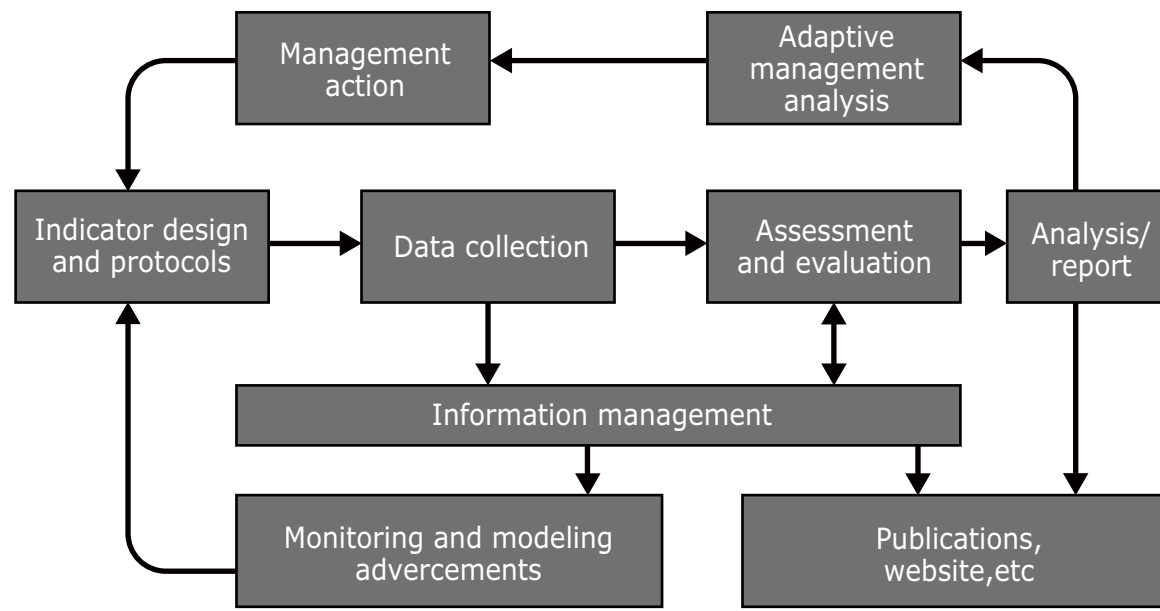 Management
action
Adaptive
management
analysis
Indicator design
and protocols
Data collection
Assessment
and evaluation
Analysis/
report
Information management
Monitoring and modeling
advercements
Publications,
website,etc